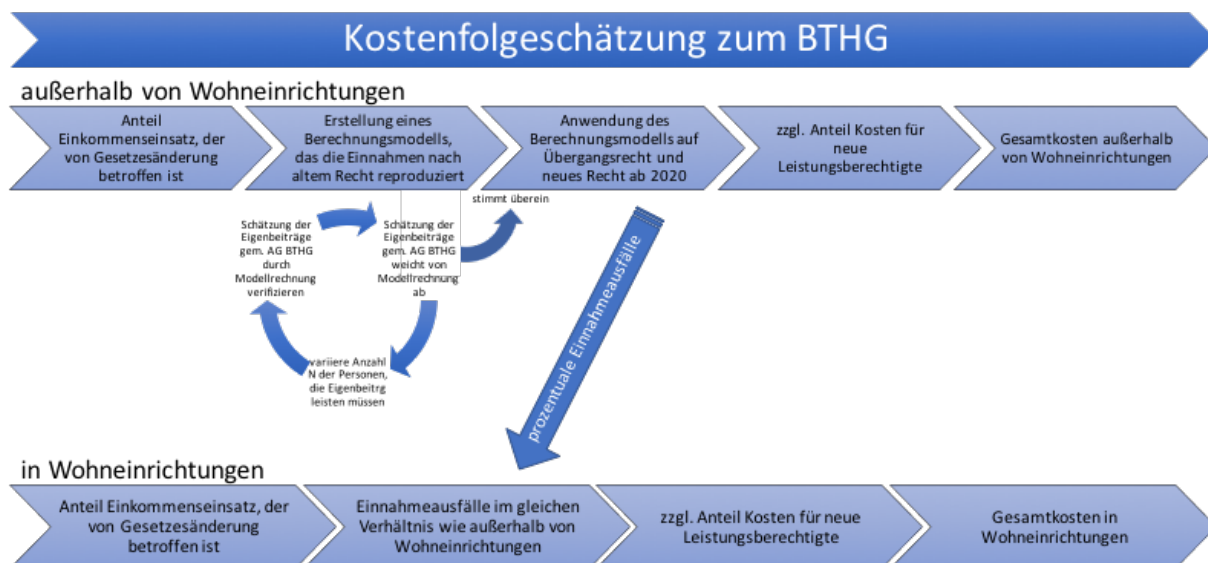 Kostenfolgeschätzung zum BTHG
außerhalb von Wohneinrichtungen
Anteil
Einkommenseinsatz, der
von Gesetzesänderung
betroffen ist
Erstellung eines
Berechnungsmodells,
das die Einnahmen nach
altem Recht reproduziert
Anwendung des
Berechnungsmodells auf
Übergangsrecht und
neues Recht ab 2020
zzgl. Anteil Kosten für
neue
Leistungsberechtigte
Gesamtkosten außerhalb
von Wohneinrichtungen
stimmt überein
Schätzung der
Eigenbeiträge
gem. AG BTHG
durch
Modellrechnung
verifizieren
Schätzung der
Eigenbeiträge
gem. AG BTHG
weicht von
Modellrechnung
ab
variiere Anzahl
N der Personen,
die Eigenbeitrg
leisten müssen
prozentuale Einnahmeausfälle
in Wohneinrichtungen
Anteil Einkommenseinsatz, der
von Gesetzesänderung
betroffen ist
Einnahmeausfälle im gleichen
Verhältnis wie außerhalb von
Wohneinrichtungen
zzgl. Anteil Kosten für neue
Leistungsberechtigte
Gesamtkosten in
Wohneinrichtungen